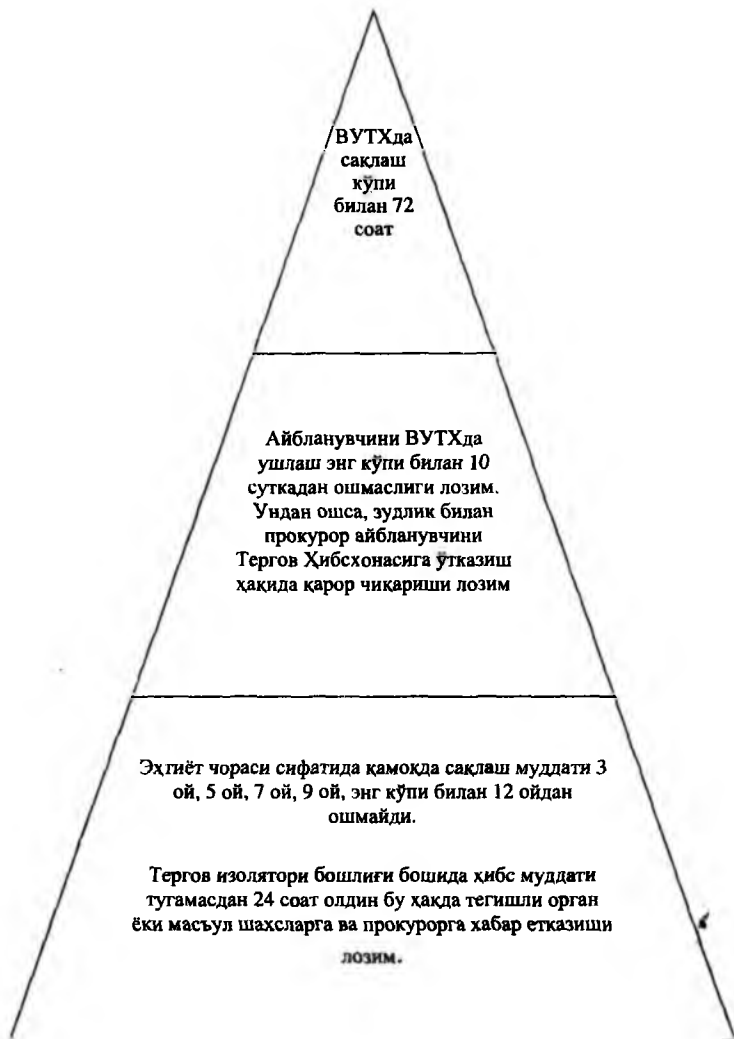 ВУТХда
сақлаш
кўпи
билан 72
соат
Айбланувчини ВУТХда
ушлаш энг кўпи билан 10
суткадан ошмаслиги лозим.
Ундан ошса, зудлик билан
прокурор айбланувчини
Тергов Ҳибсхонасига ўтказиш
ҳақида қарор чиқариши лозим
Эҳтиёт чораси сифатида қамоқда сақлаш муддати 3
ой, 5 ой, 7 ой, 9 ой, энг кўпи билан 12 ойдан
ошмайди.
Тергов изолятори бошлиғи бошида ҳибс муддати
тугамасдан 24 соат олдин бу ҳақда тегишли орган
ёки масъул шахсларга ва прокурорга хабар етказиши
лозим.